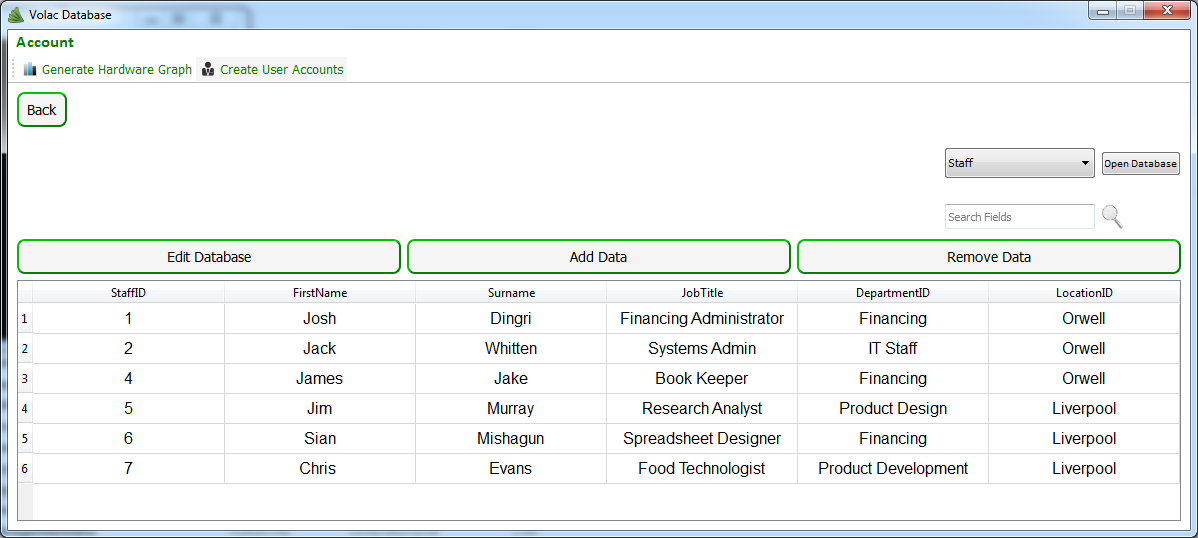 Volac Database
Account
Generate Hardware Graph Create User Accounts
Back
Staff Open Database
Search Fields
Edit Database Add Data Remove Data
StaffID FirstName Surname JobTitle DepartmentID LocationID
1 1 Josh Dingri Financing Administrator Financing Orwell
2 2 Jack Whitten Systems Admin IT Staff Orwell
3 4 James Jake Book Keeper Financing Orwell
4 5 Jim Murray Research Analyst Product Design Liverpool
5 6 Sian Mishagun Spreadsheet Designer Financing Liverpool
6 7 Chris Evans Food Technologist Product Development Liverpool